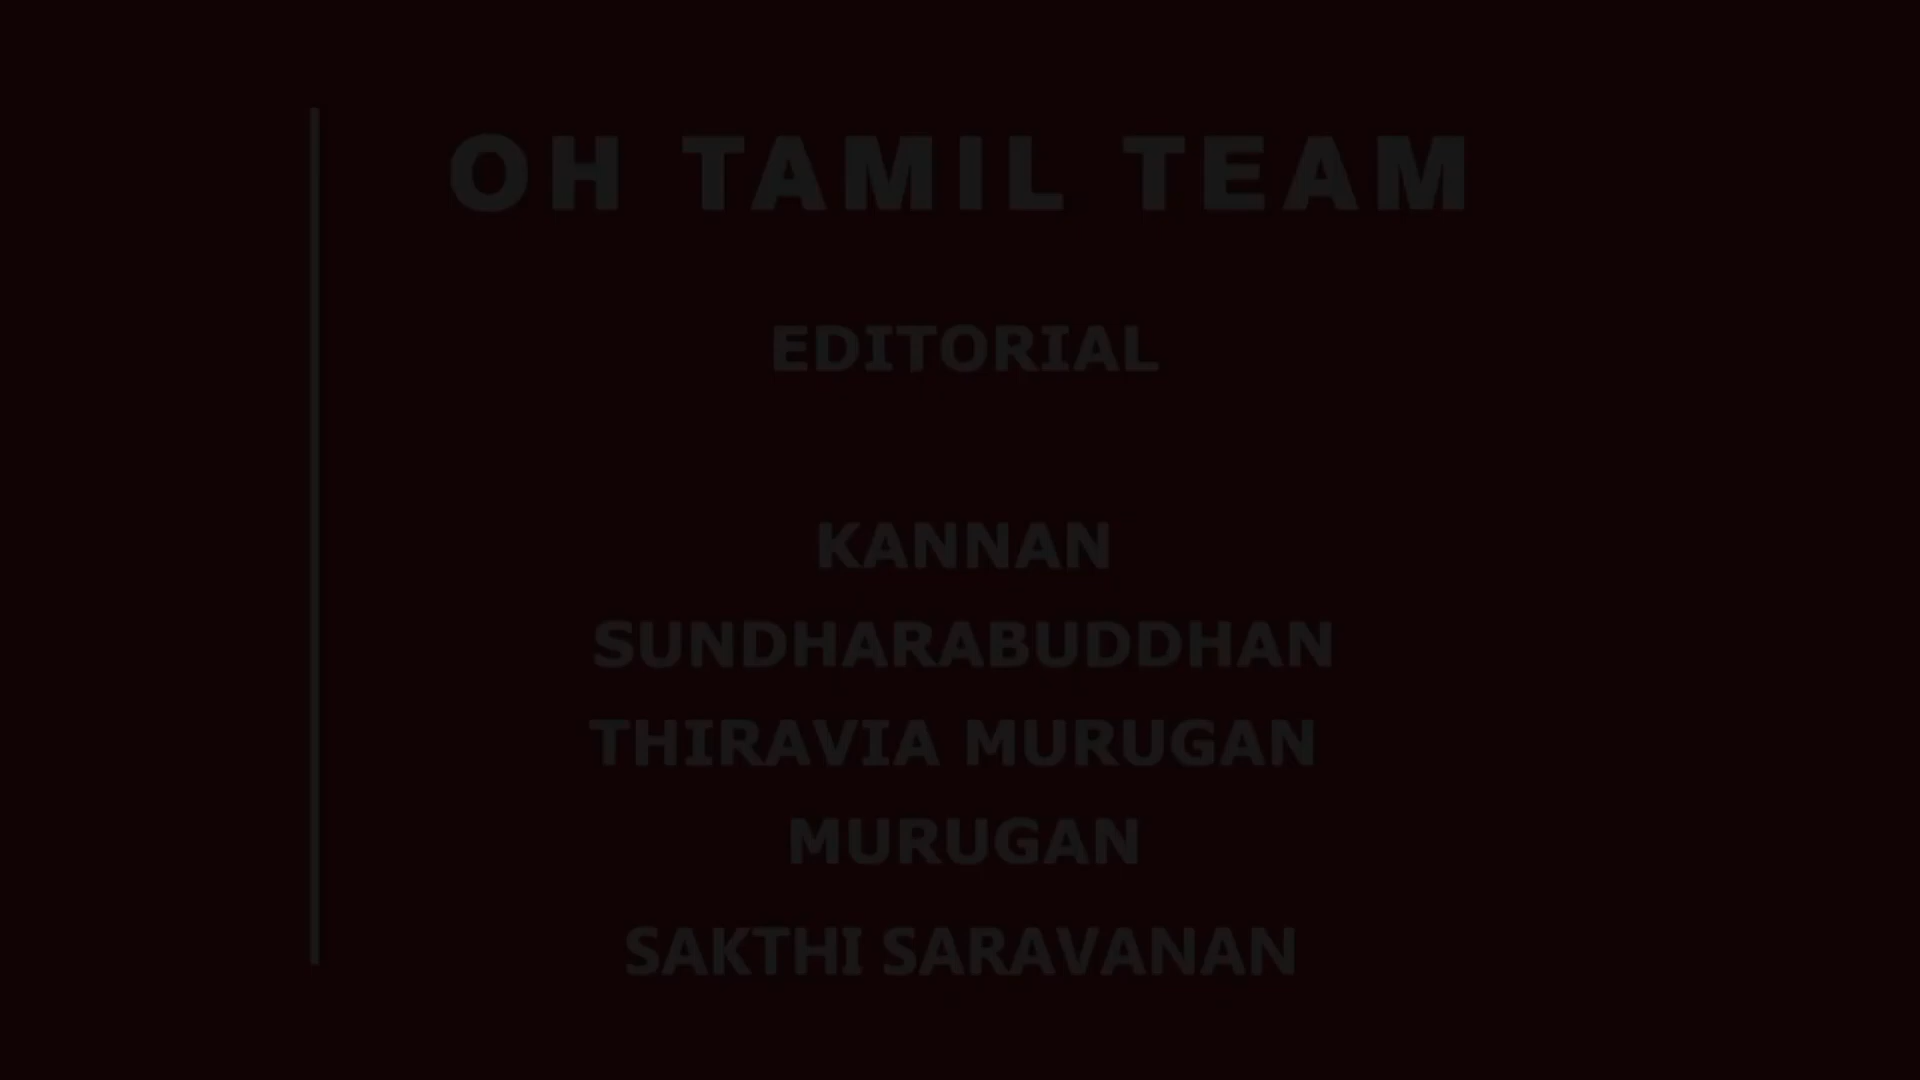 OH TAMIL TEAM
EDITORIAL
KANNAN
SUNDHARABUDDHAN
THIRAVIA MURUGAN
MURUGAN
SAKTHI SARAVANAN